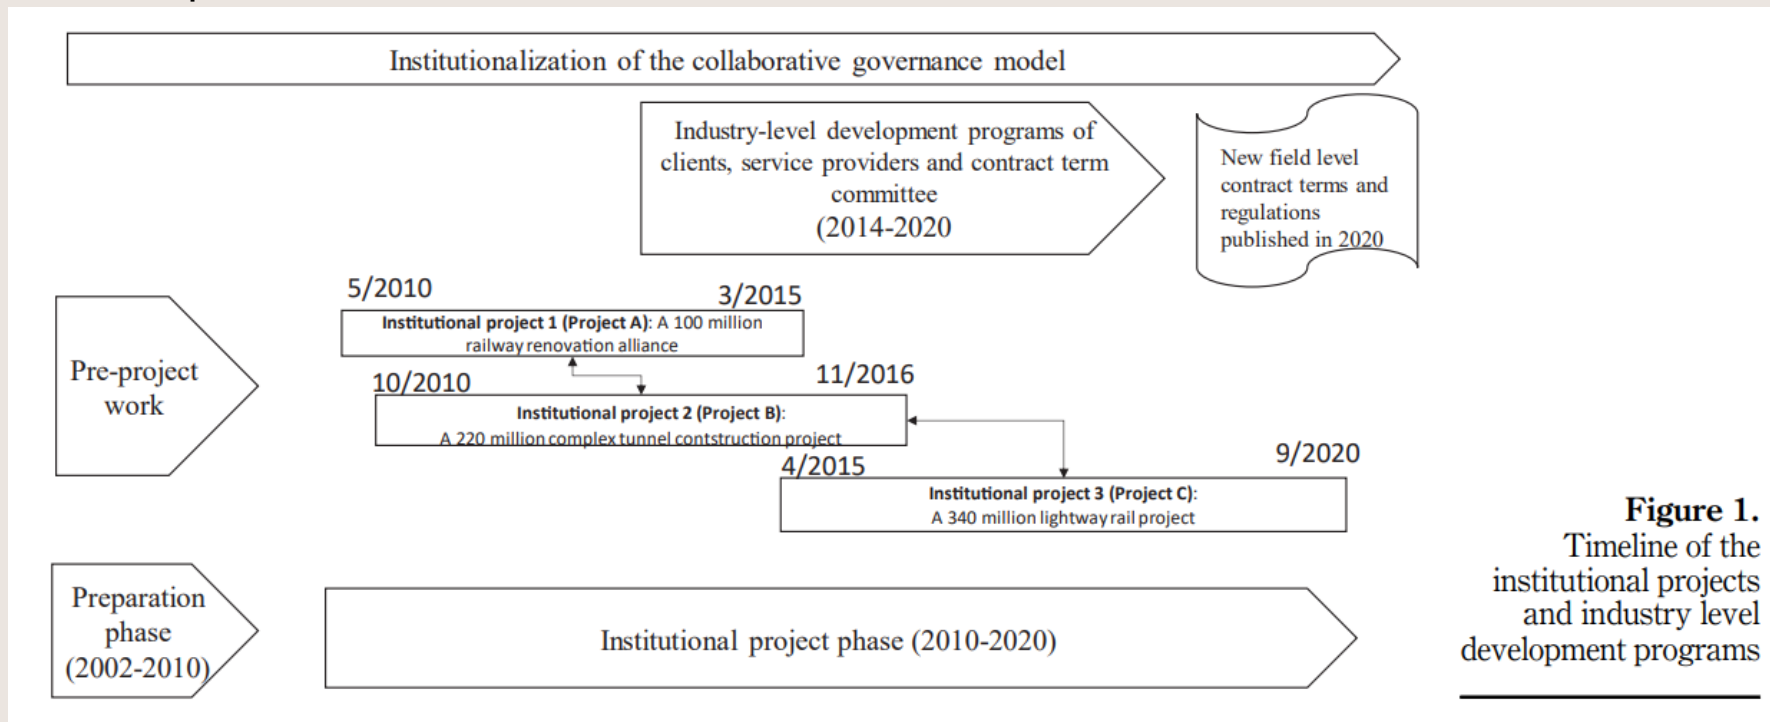 Institutionalization of the collaborative governance model
Industry-level development programs of
clients, service providers and contract term
committee
(2014-2020
New field level
contract terms and
regulations
published in 2020
Pre-project
work
5/2010
3/2015
Institutional project 1 (Project A): A 100 million
railway renovation alliance
10/2010
11/2016
Institutional project 2 (Project B):
A 220 million complex tunnel contstruction project
4/2015
9/2020
Institutional project 3 (Project C):
A 340 million lightway rail project
Preparation
phase
(2002-2010)
Institutional project phase (2010-2020)
Figure 1.
Timeline of the
institutional projects
and industry level
development programs